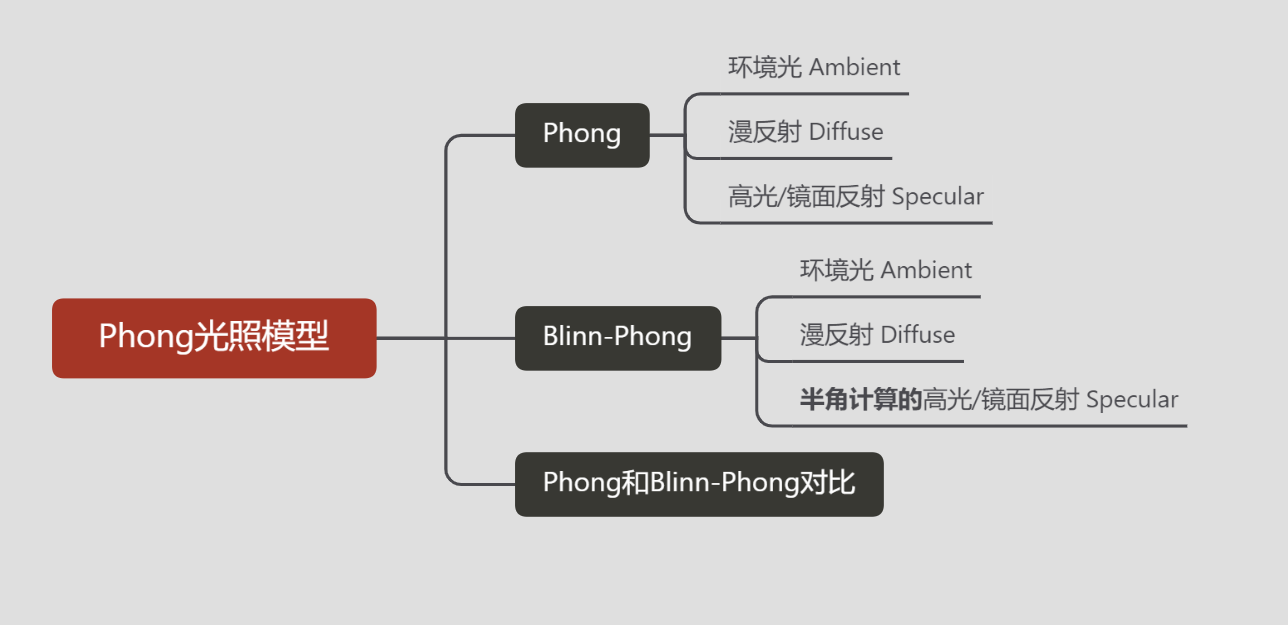 Phong光照模型
Phong
环境光 Ambient
漫反射 Diffuse
高光/镜面反射 Specular
Blinn-Phong
环境光 Ambient
漫反射 Diffuse
半角计算的高光/镜面反射 Specular
Phong和Blinn-Phong对比